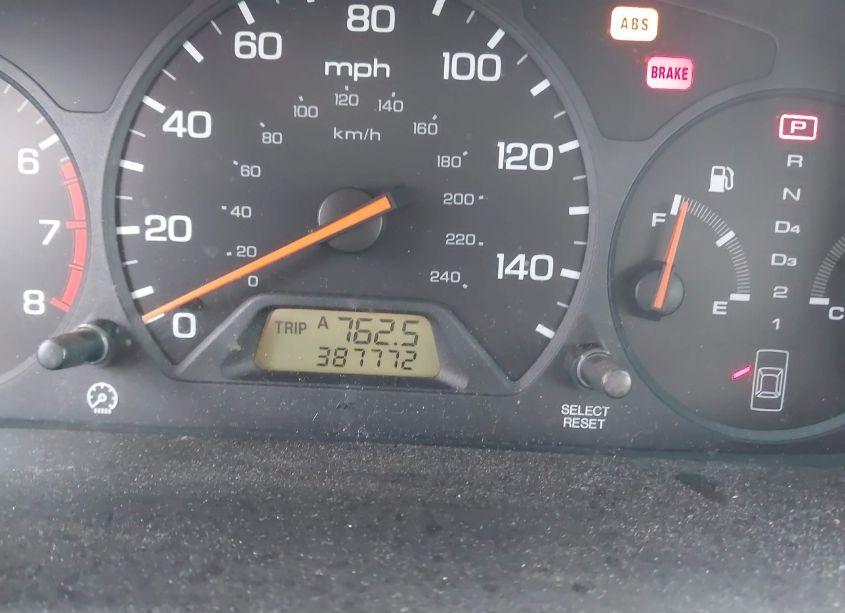 80
60
100
mph
ABS
BRAKE
40
100 120 140
80 km/h 160
120
60 180
6
7
8
20
40 200
20 220
0 240
140
0
TRIP A 762.5
387772
SELECT
RESET
F
E
P
R
N
D4
D3
2
1
C